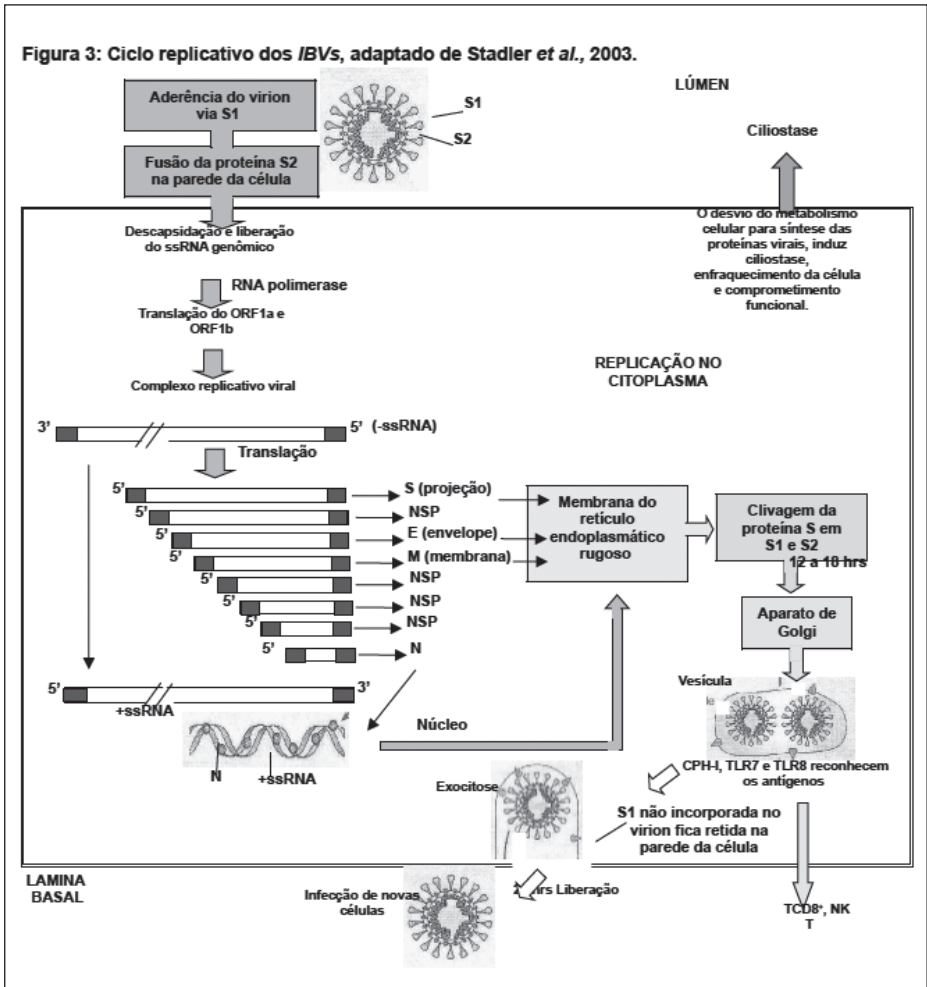 Figura 3: Ciclo replicativo dos IBVs, adaptado de Stadler et al., 2003.
Aderência do virion
via S1
S1
S2
LÚMEN
Ciliostase
Fusão da proteína S2
na parede da célula
Descapsidação e liberação
do ssRNA genômico
O desvio do metabolismo
celular para síntese das
proteínas virais, induz
ciliostase,
enfraquecimento da célula
e comprometimento
funcional.
RNA polimerase
Translação do ORF1a e
ORF1b
Complexo replicativo viral
REPLICAÇÃO NO
CITOPLASMA
3’
5’ (-ssRNA)
Translação
5’
S (projeção)
5’
NSP
5’
E (envelope)
5’
M (membrana)
5’
NSP
5’
NSP
5’
NSP
5’
N
Membrana do
retículo
endoplasmático
rugoso
Clivagem da
proteína S em
S1 e S2
12 a 18 hrs
Aparato de
Golgi
Vesícula
5’
3’
+ssRNA
N
+ssRNA
Núcleo
CPH-I, TLR7 e TLR8 reconhecem
os antígenos
Exocitose
S1 não incorporada no
virion fica retida na
parede da célula
LAMINA
BASAL
Infecção de novas
células
hrs Liberação
TCD8+, NK
T